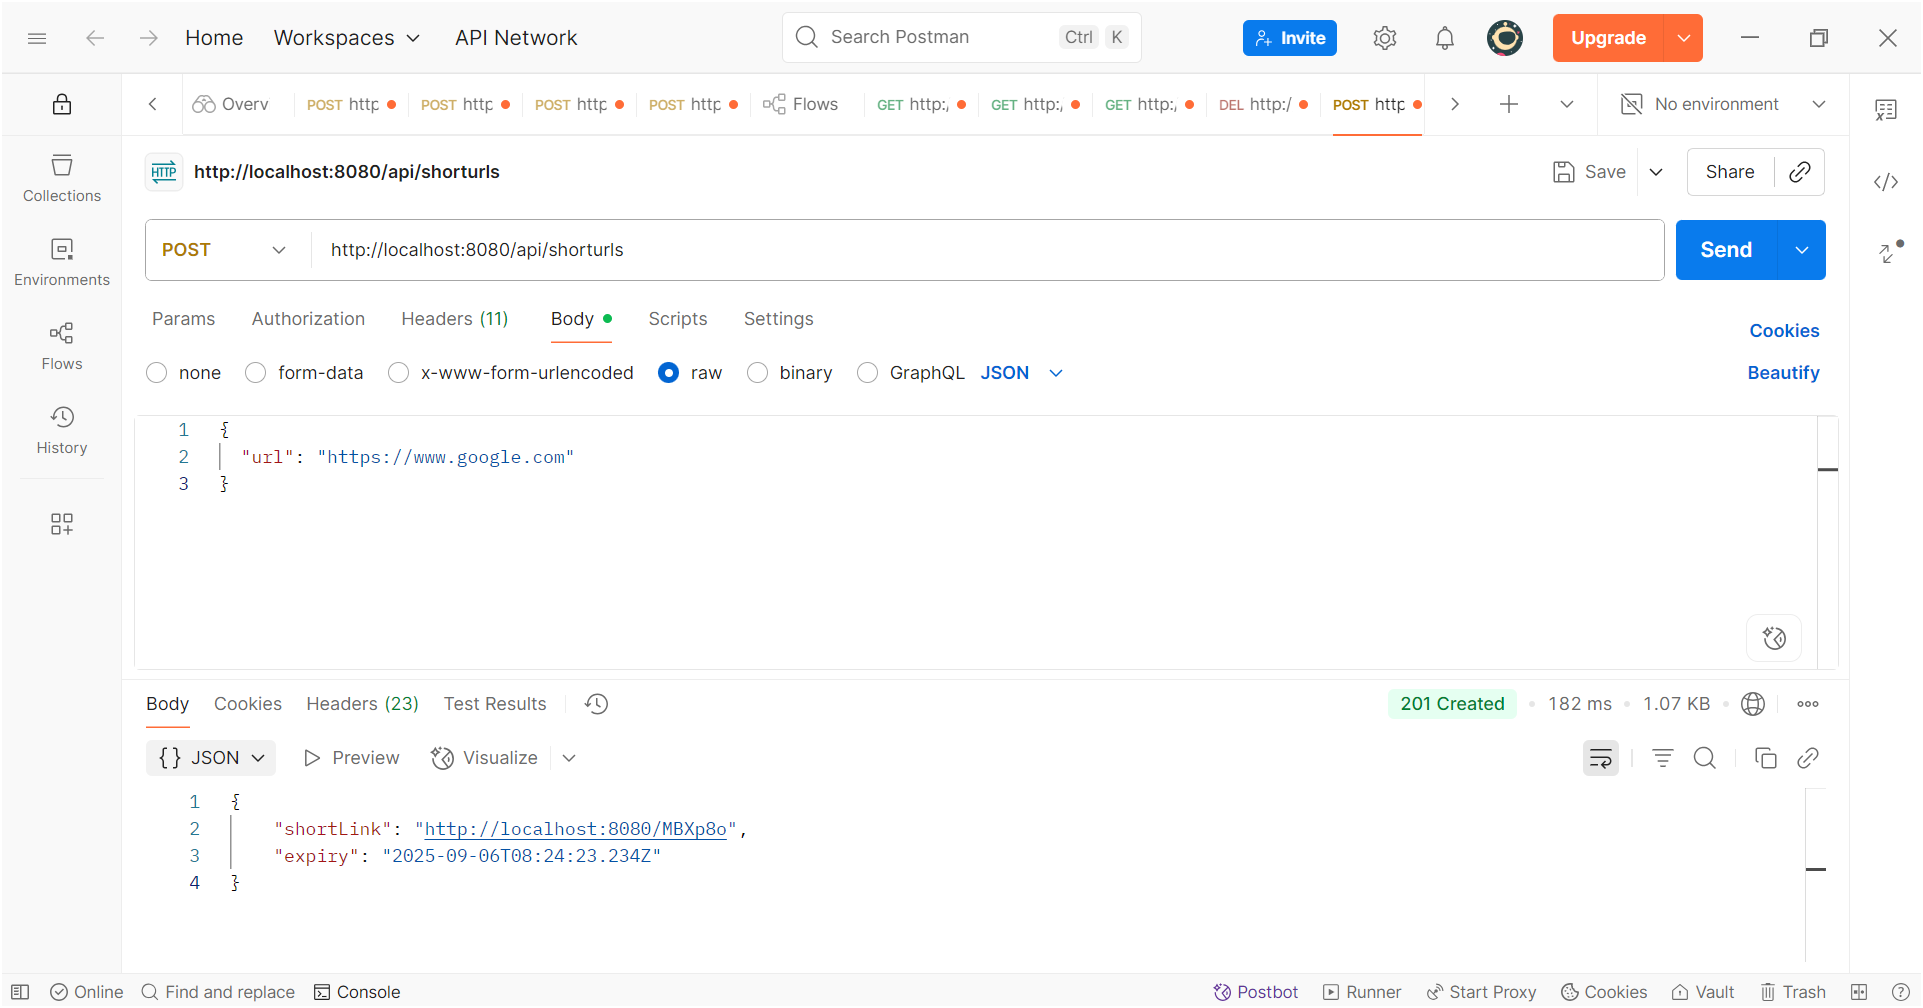 Home Workspaces API Network Search Postman Ctrl K Invite Upgrade
Overv POST http POST http POST http POST http Flows GET http:/ GET http:/ GET http:/ DEL http:/ POST http No environment
HTTP http://localhost:8080/api/shorturls Save Share
Collections
Environments
Flows
History
POST http://localhost:8080/api/shorturls Send
Params Authorization Headers (11) Body Scripts Settings Cookies
none form-data x-www-form-urlencoded raw binary GraphQL JSON Beautify
1 {
2 "url": "https://www.google.com"
3 }
Body Cookies Headers (23) Test Results 201 Created • 182 ms • 1.07 KB
{} JSON Preview Visualize
1 {
2 "shortLink": "http://localhost:8080/MBXp8o",
3 "expiry": "2025-09-06T08:24:23.234Z"
4 }
Online Find and replace Console Postbot Runner Start Proxy Cookies Vault Trash